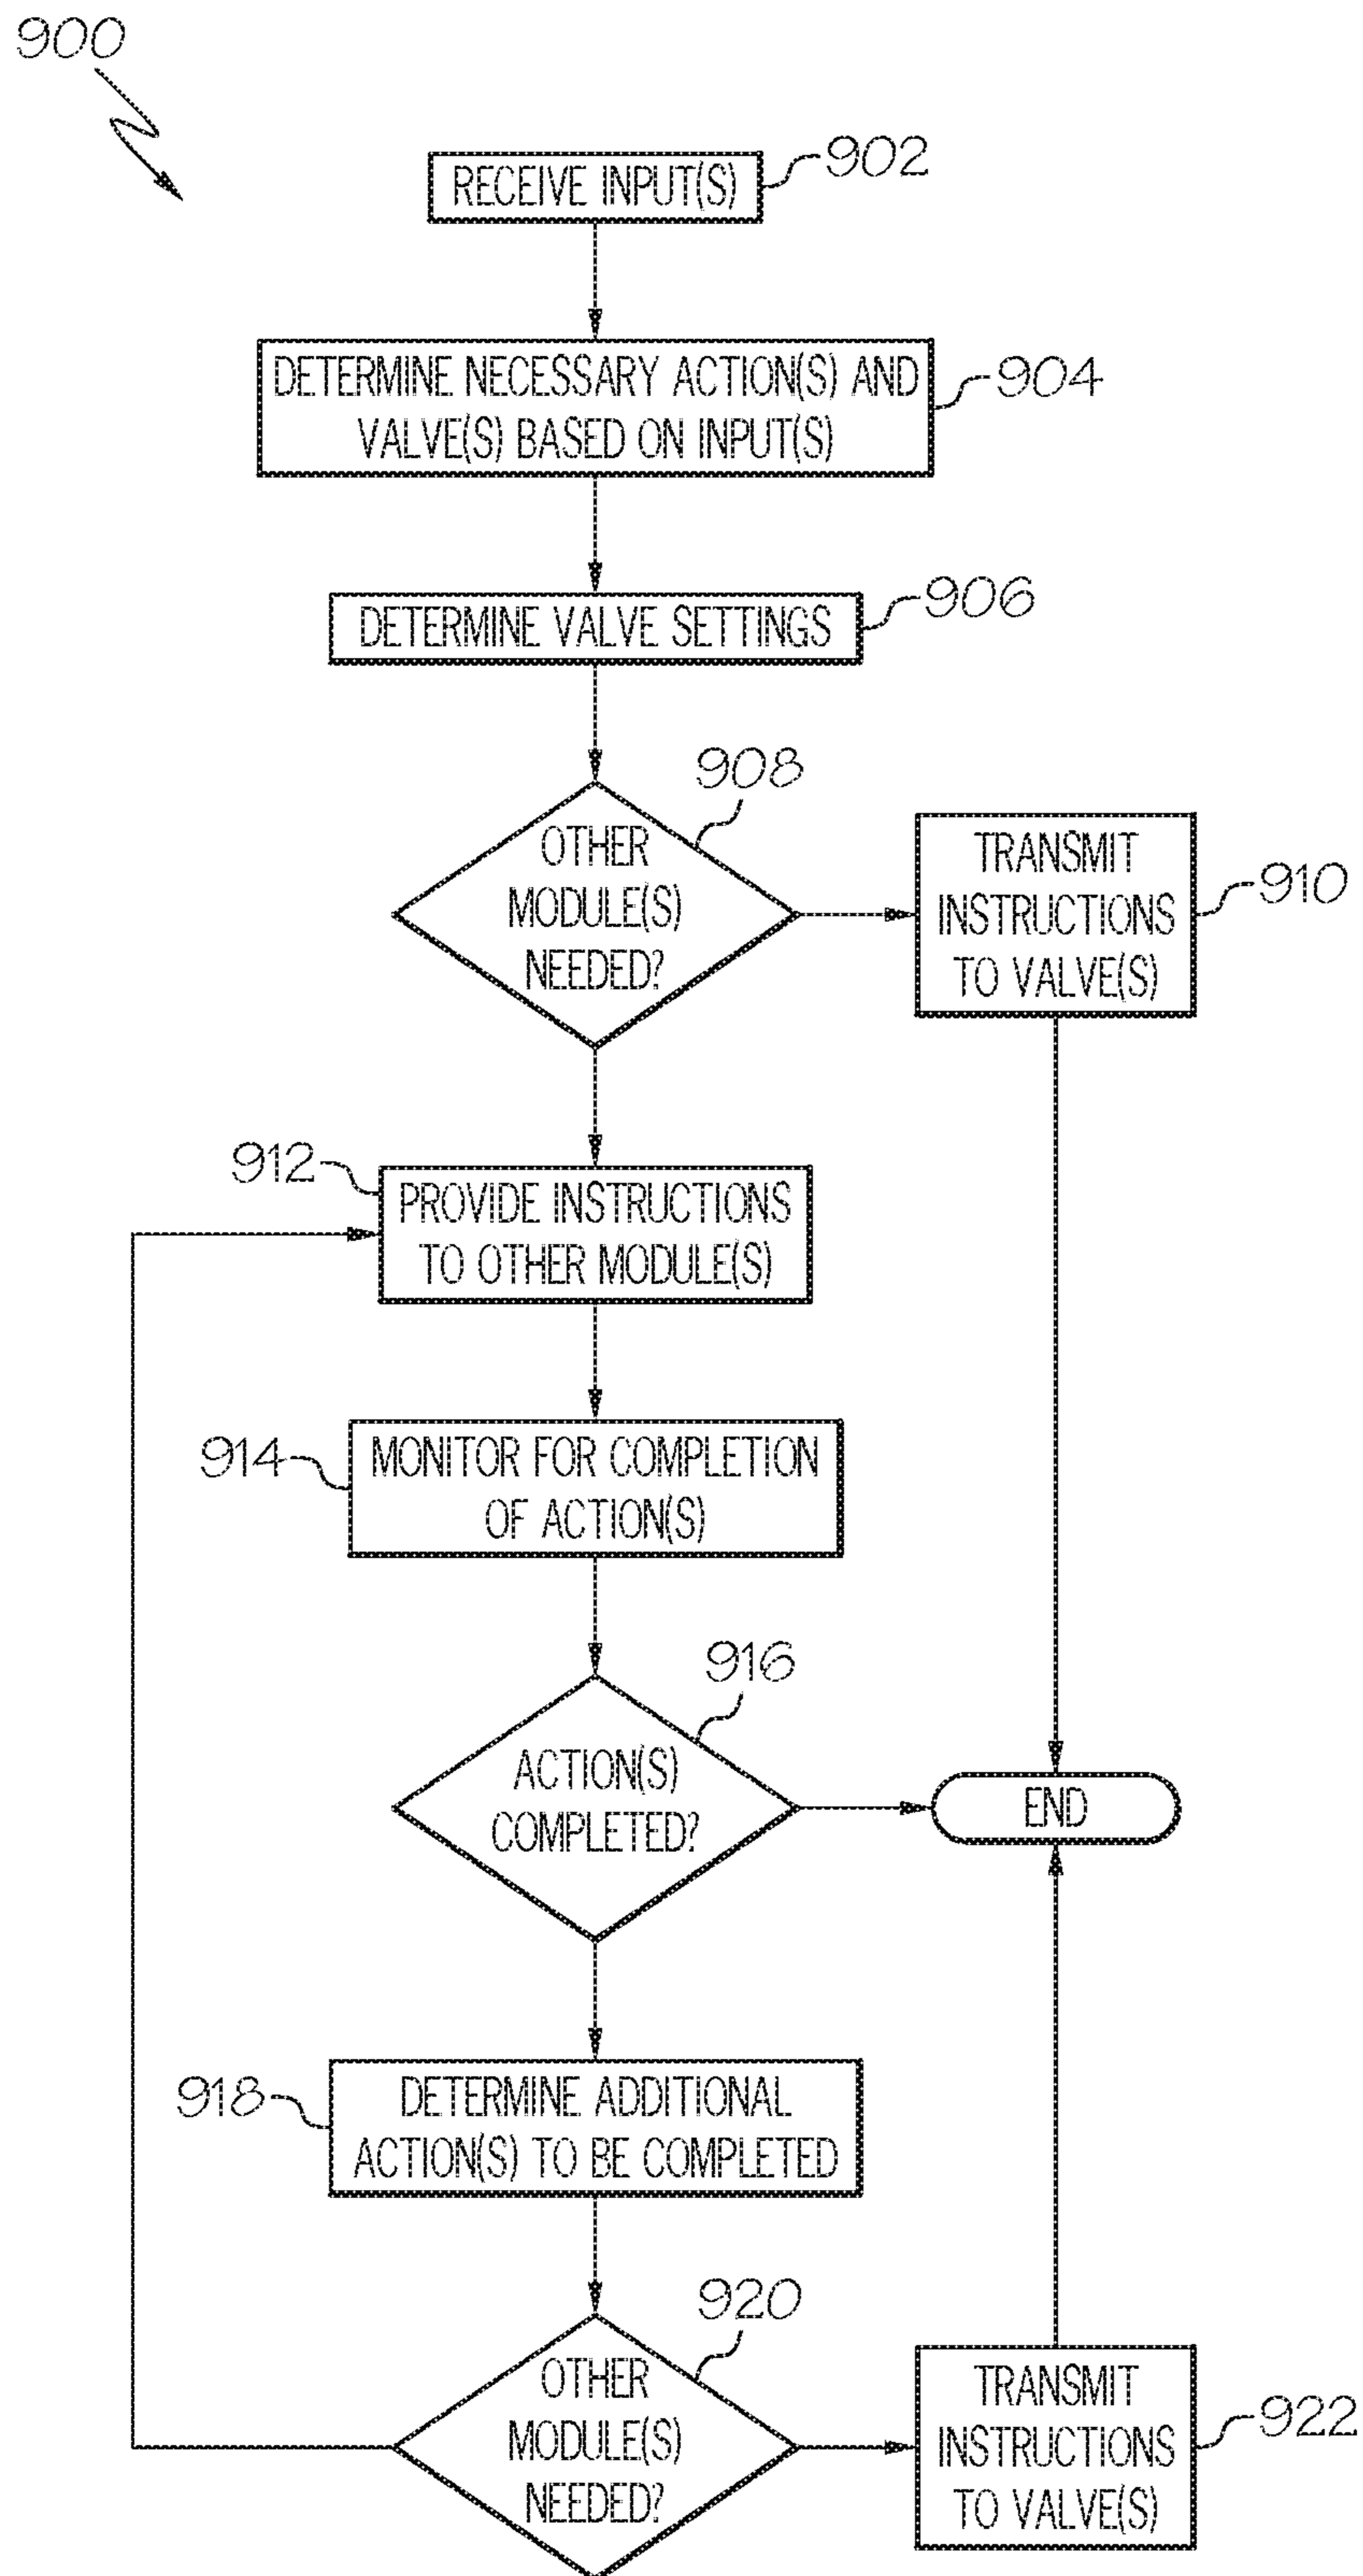 900
RECEIVE INPUT(S)
902
DETERMINE NECESSARY ACTION(S) AND
VALVE(S) BASED ON INPUT(S)
904
DETERMINE VALVE SETTINGS
906
908
OTHER
MODULE(S)
NEEDED?
TRANSMIT
INSTRUCTIONS
TO VALVE(S)
910
912
PROVIDE INSTRUCTIONS
TO OTHER MODULE(S)
914
MONITOR FOR COMPLETION
OF ACTION(S)
916
ACTION(S)
COMPLETED?
END
918
DETERMINE ADDITIONAL
ACTION(S) TO BE COMPLETED
920
OTHER
MODULE(S)
NEEDED?
TRANSMIT
INSTRUCTIONS
TO VALVE(S)
922